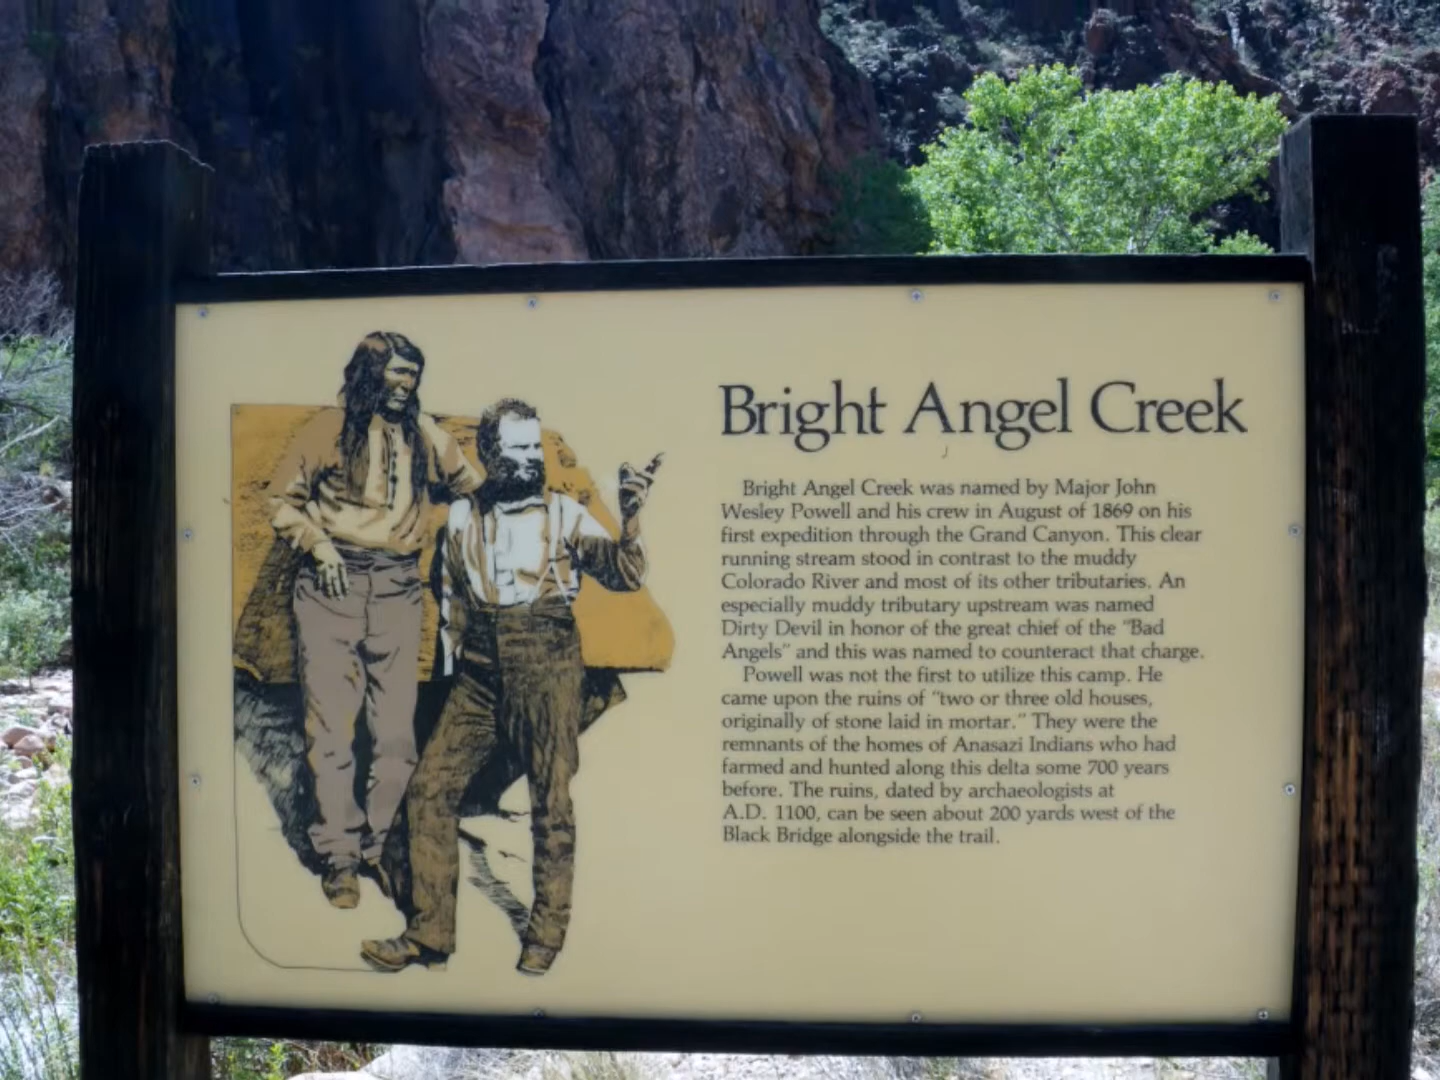 Bright Angel Creek
Bright Angel Creek was named by Major John
Wesley Powell and his crew in August of 1869 on his
first expedition through the Grand Canyon. This clear
running stream stood in contrast to the muddy
Colorado River and most of its other tributaries. An
especially muddy tributary upstream was named
Dirty Devil in honor of the great chief of the "Bad
Angels" and this was named to counteract that charge.
Powell was not the first to utilize this camp. He
came upon the ruins of "two or three old houses,
originally of stone laid in mortar." They were the
remnants of the homes of Anasazi Indians who had
farmed and hunted along this delta some 700 years
before. The ruins, dated by archaeologists at
A.D. 1100, can be seen about 200 yards west of the
Black Bridge alongside the trail.